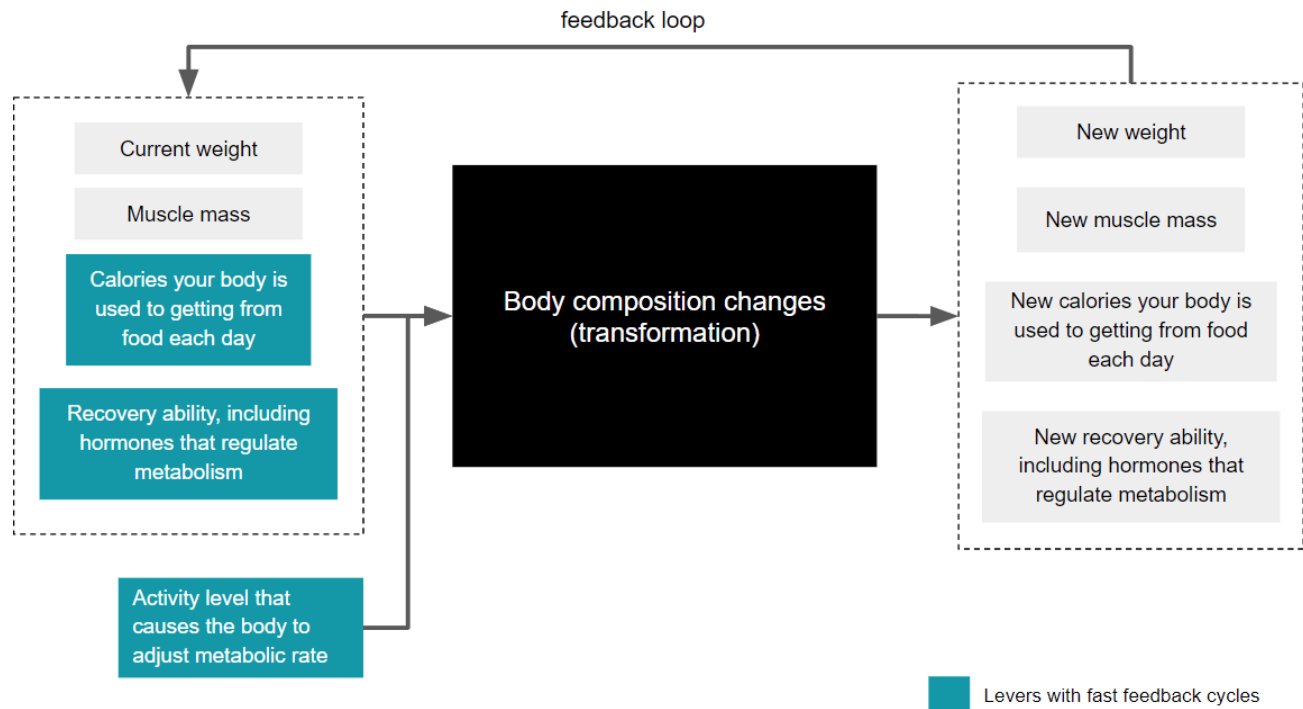 feedback loop
Current weight
Muscle mass
Calories your body is
used to getting from
food each day
Recovery ability, including
hormones that regulate
metabolism
Activity level that
causes the body to
adjust metabolic rate
Body composition changes
(transformation)
New weight
New muscle mass
New calories your body is
used to getting from food
each day
New recovery ability,
including hormones that
regulate metabolism
Levers with fast feedback cycles